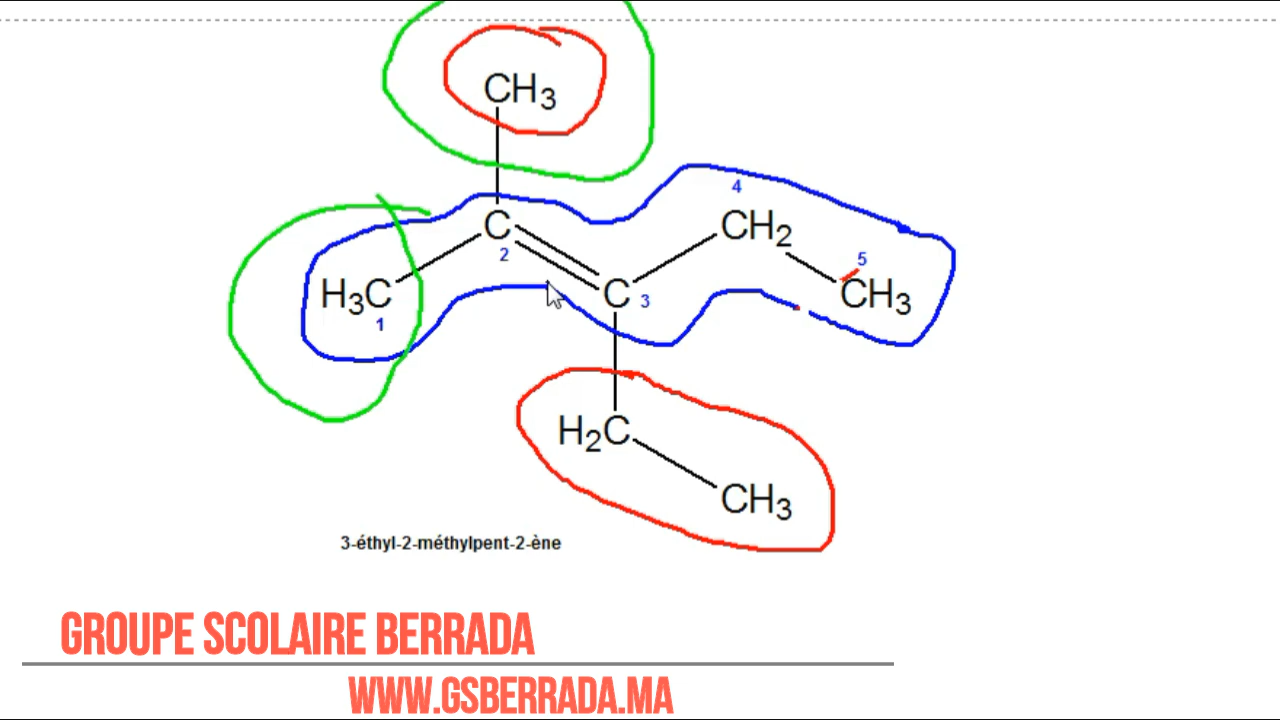 CH3
4
C
CH2
2
5
H3C
C
3
CH3
1
H2C
CH3
3-éthyl-2-méthylpent-2-ène
GROUPE SCOLAIRE BERRADA
WWW.GSBERRADA.MA